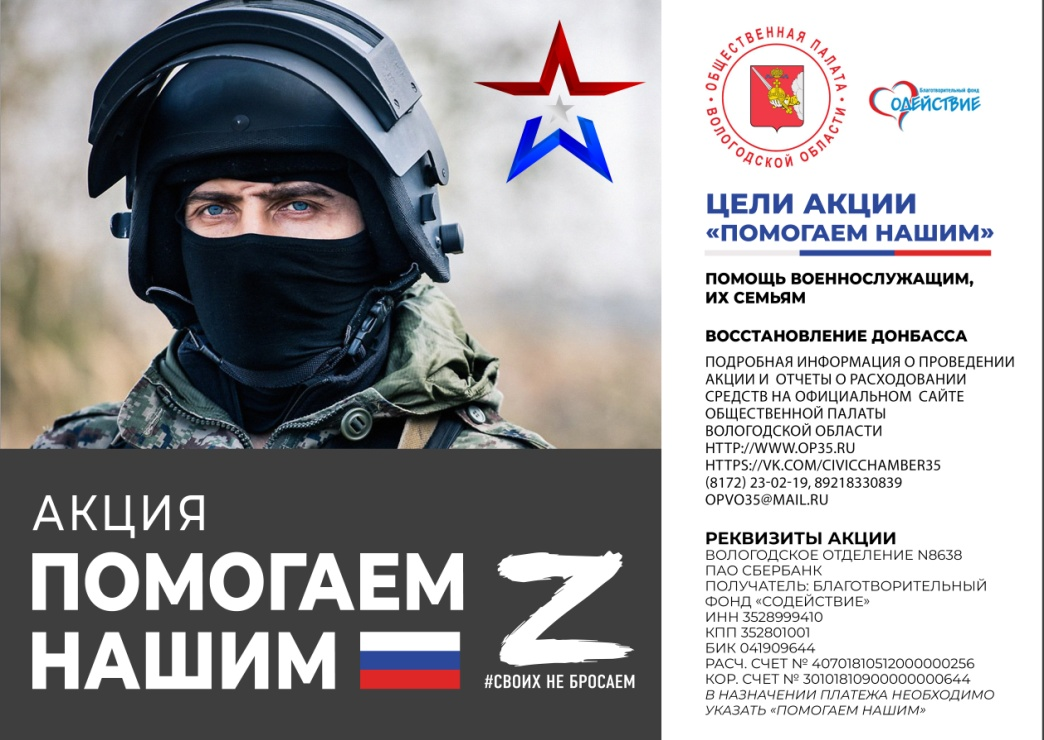 АКЦИЯ
ПОМОГАЕМ
НАШИМ
Z
#СВОИХ НЕ БРОСАЕМ
ОБЩЕСТВЕННАЯ ПАЛАТА
ВОЛОГОДСКОЙ ОБЛАСТИ
Благотворительный фонд
СОДЕЙСТВИЕ
ЦЕЛИ АКЦИИ
«ПОМОГАЕМ НАШИМ»
ПОМОЩЬ ВОЕННОСЛУЖАЩИМ,
ИХ СЕМЬЯМ
ВОССТАНОВЛЕНИЕ ДОНБАССА
ПОДРОБНАЯ ИНФОРМАЦИЯ О ПРОВЕДЕНИИ
АКЦИИ И ОТЧЕТЫ О РАСХОДОВАНИИ
СРЕДСТВ НА ОФИЦИАЛЬНОМ САЙТЕ
ОБЩЕСТВЕННОЙ ПАЛАТЫ
ВОЛОГОДСКОЙ ОБЛАСТИ
HTTP://WWW.OP35.RU
HTTPS://VK.COM/CIVICCHAMBER35
(8172) 23-02-19, 89218330839
OPVO35@MAIL.RU
РЕКВИЗИТЫ АКЦИИ
ВОЛОГОДСКОЕ ОТДЕЛЕНИЕ N8638
ПАО СБЕРБАНК
ПОЛУЧАТЕЛЬ: БЛАГОТВОРИТЕЛЬНЫЙ
ФОНД «СОДЕЙСТВИЕ»
ИНН 3528999410
КПП 352801001
БИК 041909644
РАСЧ. СЧЕТ № 40701810512000000256
КОР. СЧЕТ № 30101810900000000644
В НАЗНАЧЕНИИ ПЛАТЕЖА НЕОБХОДИМО
УКАЗАТЬ «ПОМОГАЕМ НАШИМ»